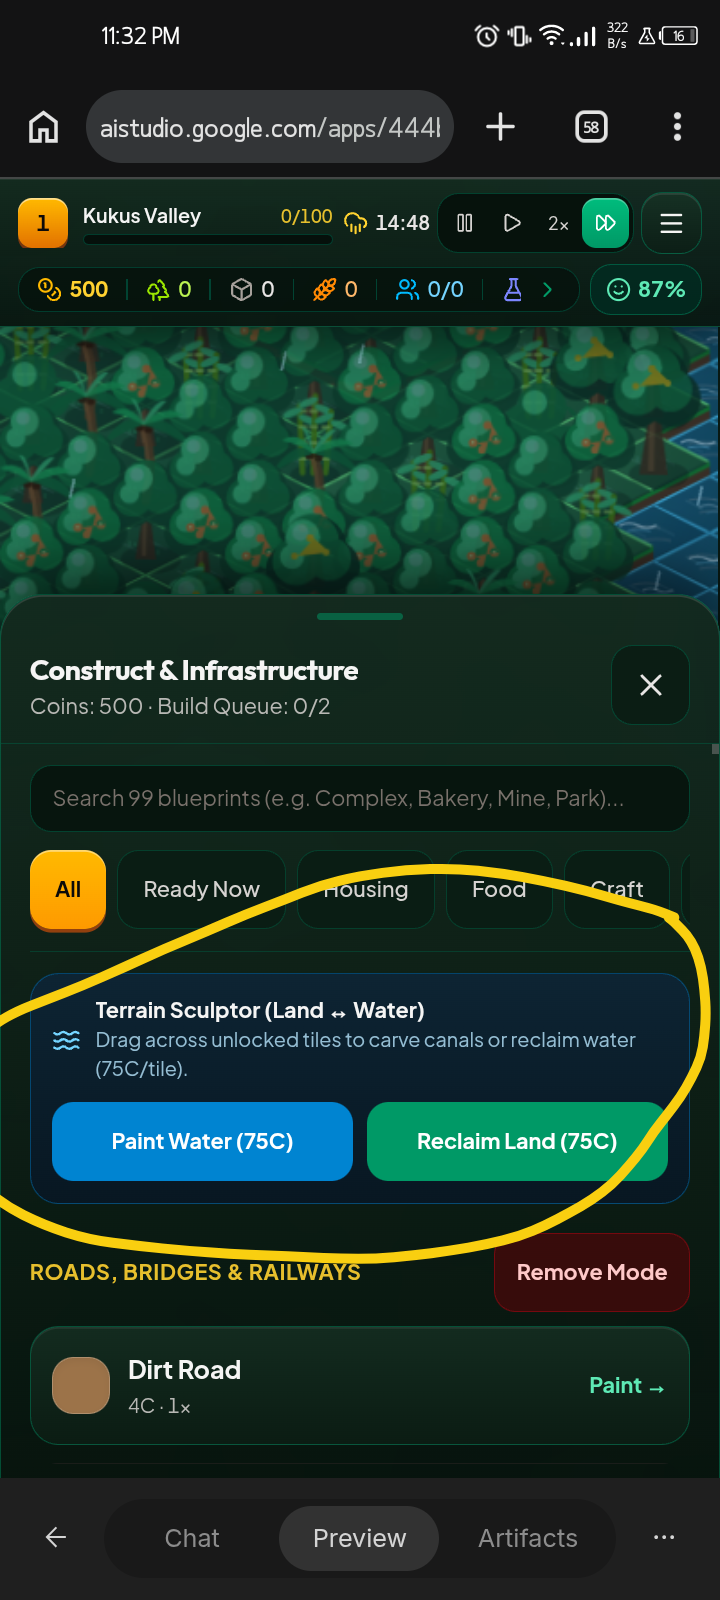 11:32 PM
322
B/s
16
aistudio.google.com/apps/444
58
1
Kukus Valley
0/100
14:48
2×
500
0
0
0
0/0
87%
Construct & Infrastructure
Coins: 500 · Build Queue: 0/2
Search 99 blueprints (e.g. Complex, Bakery, Mine, Park)...
All
Ready Now
Housing
Food
Craft
Terrain Sculptor (Land ↔ Water)
Drag across unlocked tiles to carve canals or reclaim water
(75C/tile).
Paint Water (75C)
Reclaim Land (75C)
ROADS, BRIDGES & RAILWAYS
Remove Mode
Dirt Road
4C · 1×
Paint →
Chat
Preview
Artifacts